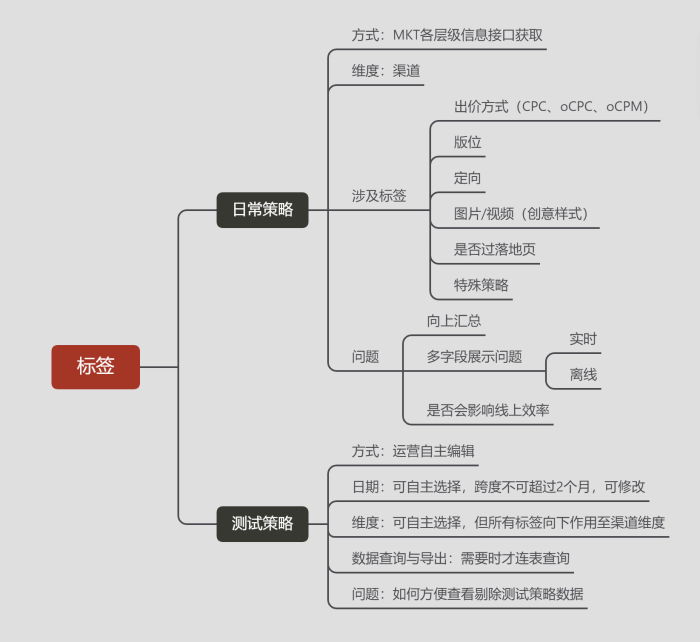 标签
日常策略
方式：MKT各层级信息接口获取
维度：渠道
涉及标签
出价方式（CPC、oCPC、oCPM）
版位
定向
图片/视频（创意样式）
是否过落地页
特殊策略
问题
向上汇总
多字段展示问题
实时
离线
是否会影响线上效率
测试策略
方式：运营自主编辑
日期：可自主选择，跨度不可超过2个月，可修改
维度：可自主选择，但所有标签向下作用至渠道维度
数据查询与导出：需要时才连表查询
问题：如何方便查看剔除测试策略数据